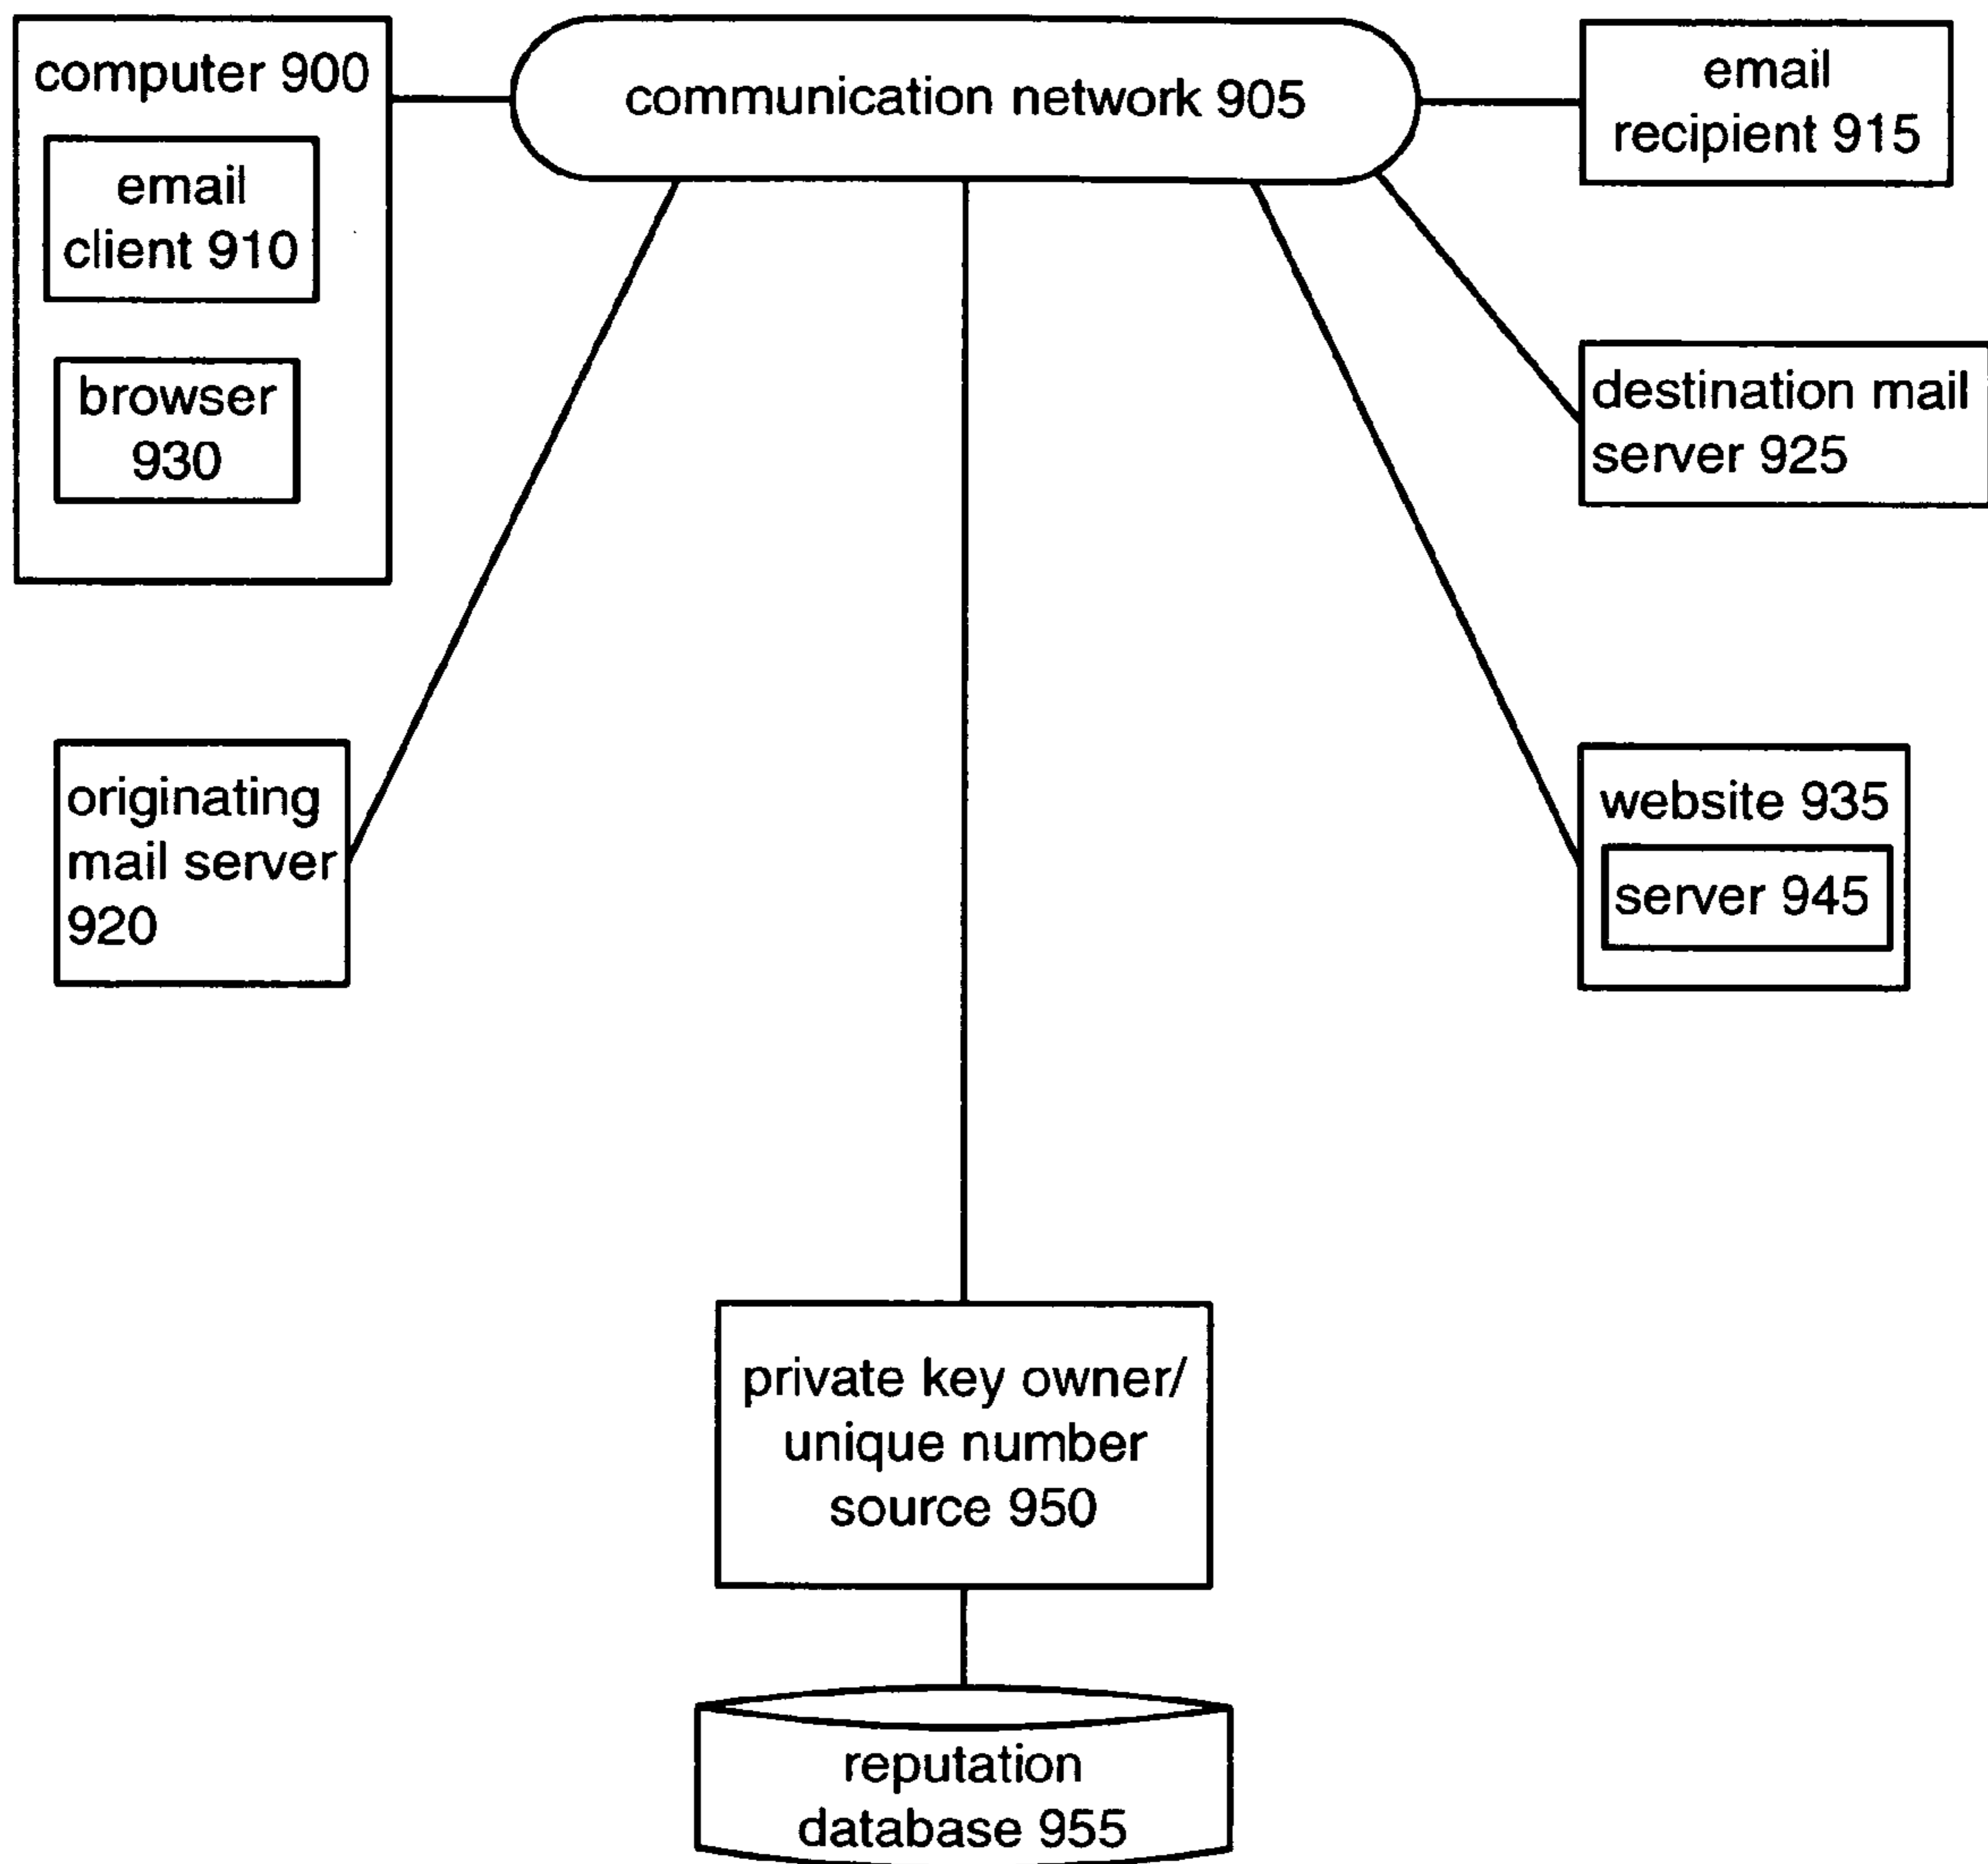 computer 900
email
client 910
browser
930
communication network 905
email
recipient 915
destination mail
server 925
originating
mail server
920
website 935
server 945
private key owner/
unique number
source 950
reputation
database 955